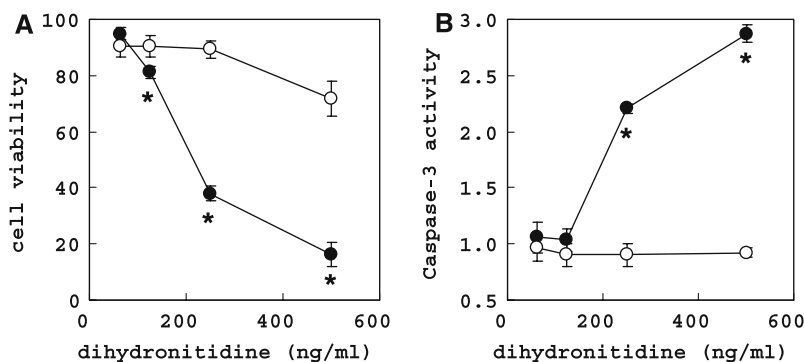 A
100
80
60
40
20
0
cell viability
*
*
*
0 200 400 600
dihydronitidine (ng/ml)
B
3.0
2.5
2.0
1.5
1.0
0.5
Caspase-3 activity
*
*
0 200 400 600
dihydronitidine (ng/ml)